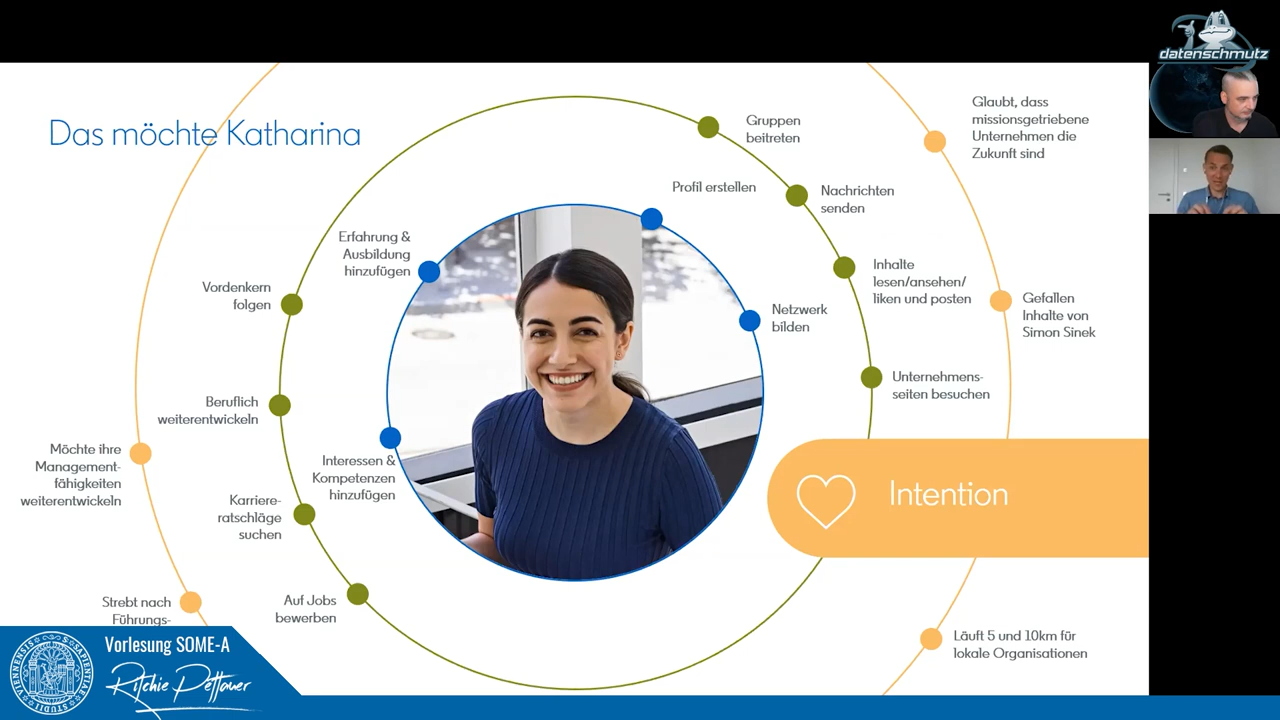 datenschmutz
Das möchte Katharina
Gruppen
beitreten
Profil erstellen
Nachrichten
senden
Erfahrung &
Ausbildung
hinzufügen
Inhalte
lesen/ansehen/
liken und posten
Vordenkern
folgen
Netzwerk
bilden
Unternehmens-
seiten besuchen
Beruflich
weiterentwickeln
Interessen &
Kompetenzen
hinzufügen
Karriere-
ratschläge
suchen
Auf Jobs
bewerben
Glaubt, dass
missionsgetriebene
Unternehmen die
Zukunft sind
Gefallen
Inhalte von
Simon Sinek
Möchte ihre
Management-
fähigkeiten
weiterentwickeln
Strebt nach
Führungs-
Intention
Läuft 5 und 10km für
lokale Organisationen
Vorlesung SOME-A
Ritchie Pettauer